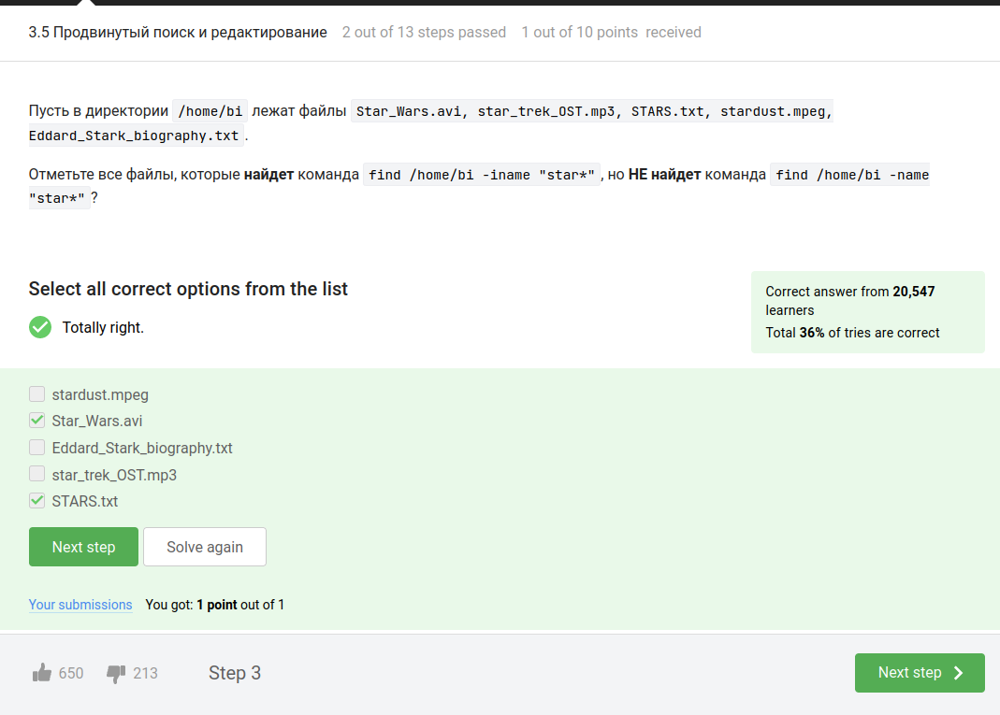 3.5 Продвинутый поиск и редактирование 2 out of 13 steps passed 1 out of 10 points received
Пусть в директории /home/bi лежат файлы Star_Wars.avi, star_trek_OST.mp3, STARS.txt, stardust.mpeg,
Eddard_Stark_biography.txt.
Отметьте все файлы, которые найдет команда find /home/bi -iname "star*", но НЕ найдет команда find /home/bi -name
"star*"?
Select all correct options from the list
Correct answer from 20,547
learners
Total 36% of tries are correct
Totally right.
stardust.mpeg
Star_Wars.avi
Eddard_Stark_biography.txt
star_trek_OST.mp3
STARS.txt
Next step Solve again
Your submissions You got: 1 point out of 1
650 213 Step 3 Next step